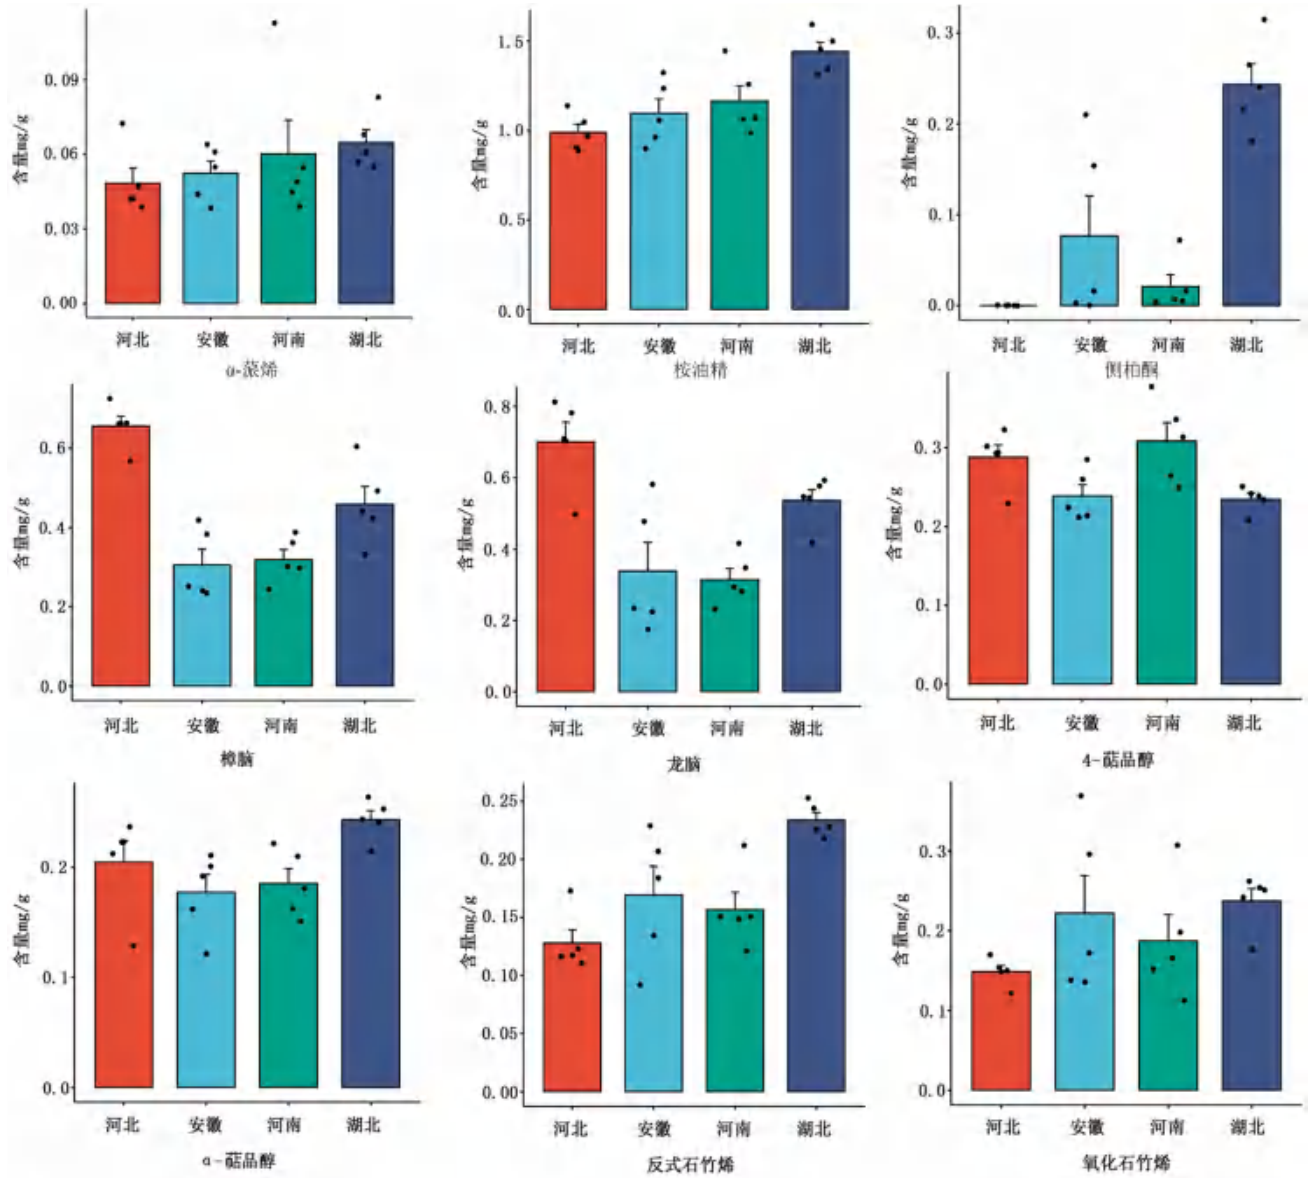 含量mg/g
0.09
0.06
0.03
0.00
河北 安徽 河南 湖北
α-蒎烯
含量mg/g
1.5
1.0
0.5
0.0
河北 安徽 河南 湖北
桉油精
含量mg/g
0.3
0.2
0.1
0.0
河北 安徽 河南 湖北
侧柏酮
含量mg/g
0.6
0.4
0.2
0.0
河北 安徽 河南 湖北
樟脑
含量mg/g
0.8
0.6
0.4
0.2
0.0
河北 安徽 河南 湖北
龙脑
含量mg/g
0.3
0.2
0.1
0.0
河北 安徽 河南 湖北
4-萜品醇
含量mg/g
0.2
0.1
0.0
河北 安徽 河南 湖北
α-萜品醇
含量mg/g
0.25
0.20
0.15
0.10
0.05
0.00
河北 安徽 河南 湖北
反式石竹烯
含量mg/g
0.3
0.2
0.1
0.0
河北 安徽 河南 湖北
氧化石竹烯